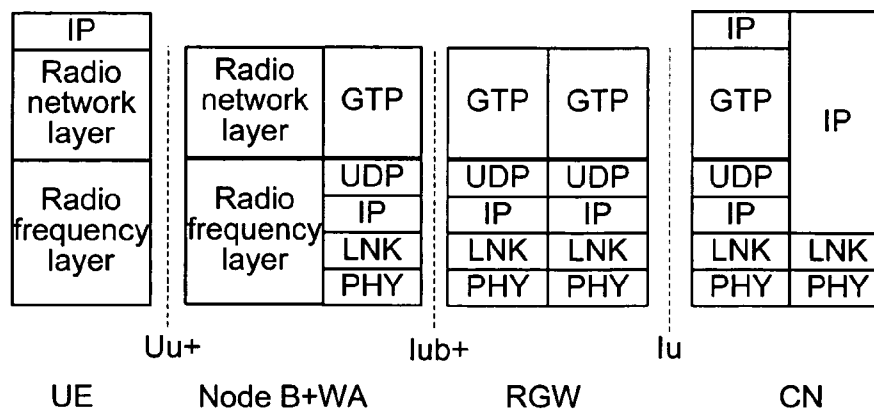 IP
Radio
network
layer
Radio
frequency
layer
Radio
network
layer
GTP
Radio
frequency
layer
UDP
IP
LNK
PHY
GTP
GTP
UDP
UDP
IP
IP
LNK
LNK
PHY
PHY
IP
GTP
IP
UDP
IP
LNK
LNK
PHY
PHY
Uu+
Iub+
Iu
UE
Node B+WA
RGW
CN